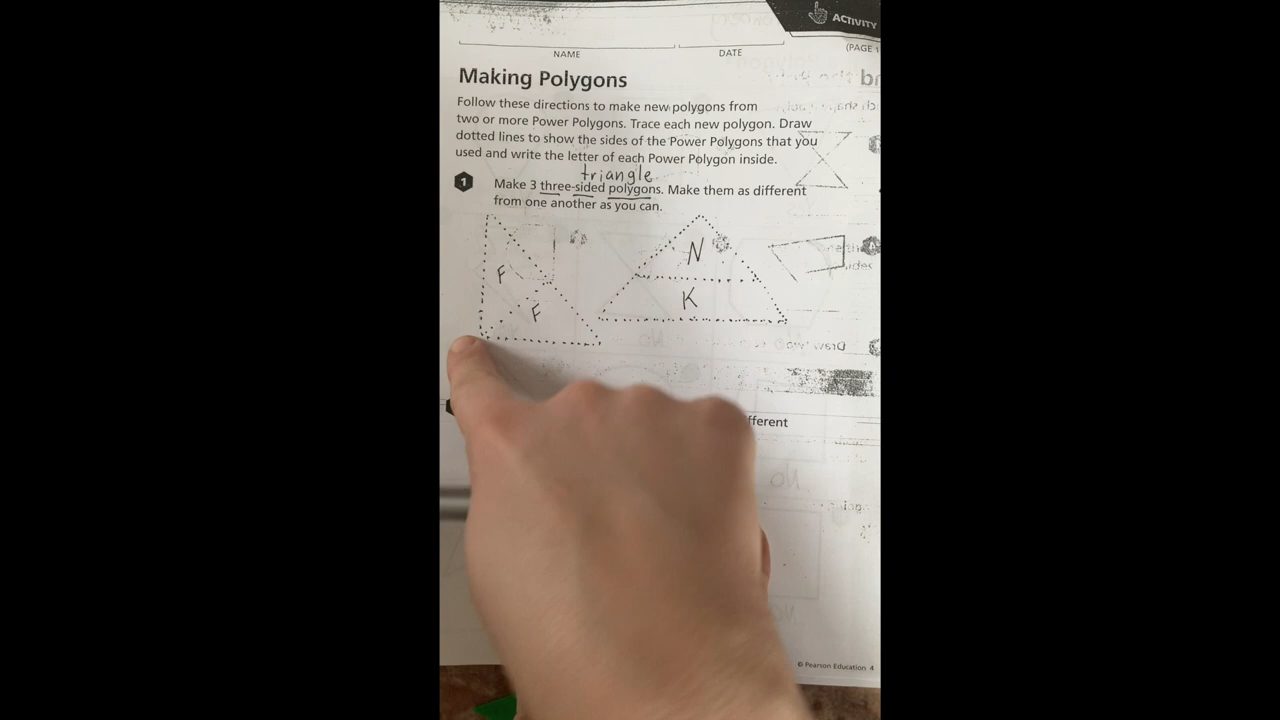 ACTIVITY
NAME DATE (PAGE 1
Making Polygons
Follow these directions to make new polygons from
two or more Power Polygons. Trace each new polygon. Draw
dotted lines to show the sides of the Power Polygons that you
used and write the letter of each Power Polygon inside.
triangle
1 Make 3 three-sided polygons. Make them as different
from one another as you can.
N
F
K
F
fferent
© Pearson Education 4